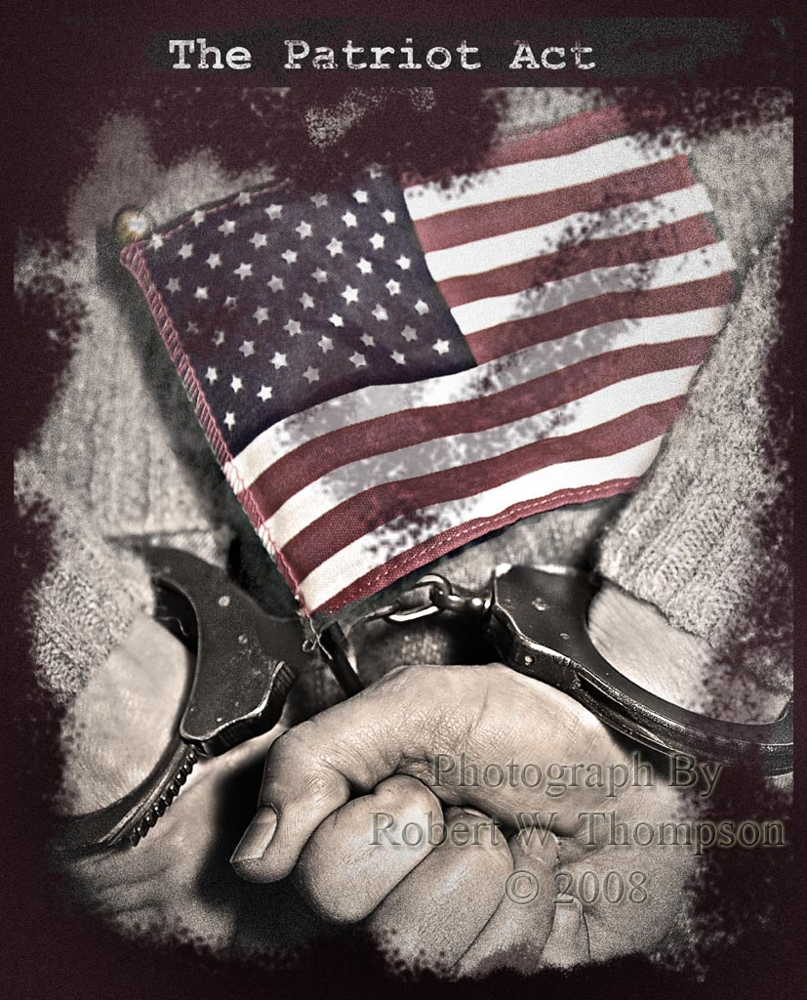 The Patriot Act
Photograph By
Robert W. Thompson
© 2008